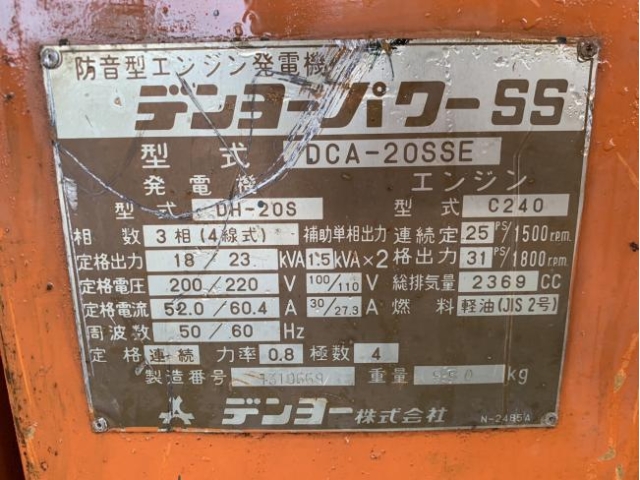 防音型エンジン発電機
デンヨーパワーSS
型式 DCA-20SSE
発電機 エンジン
型式 DH-20S 型式 C240
相数 3相(4線式) 補助単相出力 連続定格出力 25PS/1500rpm
定格出力 18 23 kVA 1.5kVA×2 31PS/1800rpm
定格電圧 200/220 V 100/110 V 総排気量 2369CC
定格電流 52.0/60.4 A 30/27.3 A 燃料 軽油(JIS2号)
周波数 50/60 Hz
定格 連続 力率 0.8 極数 4
製造番号 重量 kg
デンヨー株式会社 N-2485A